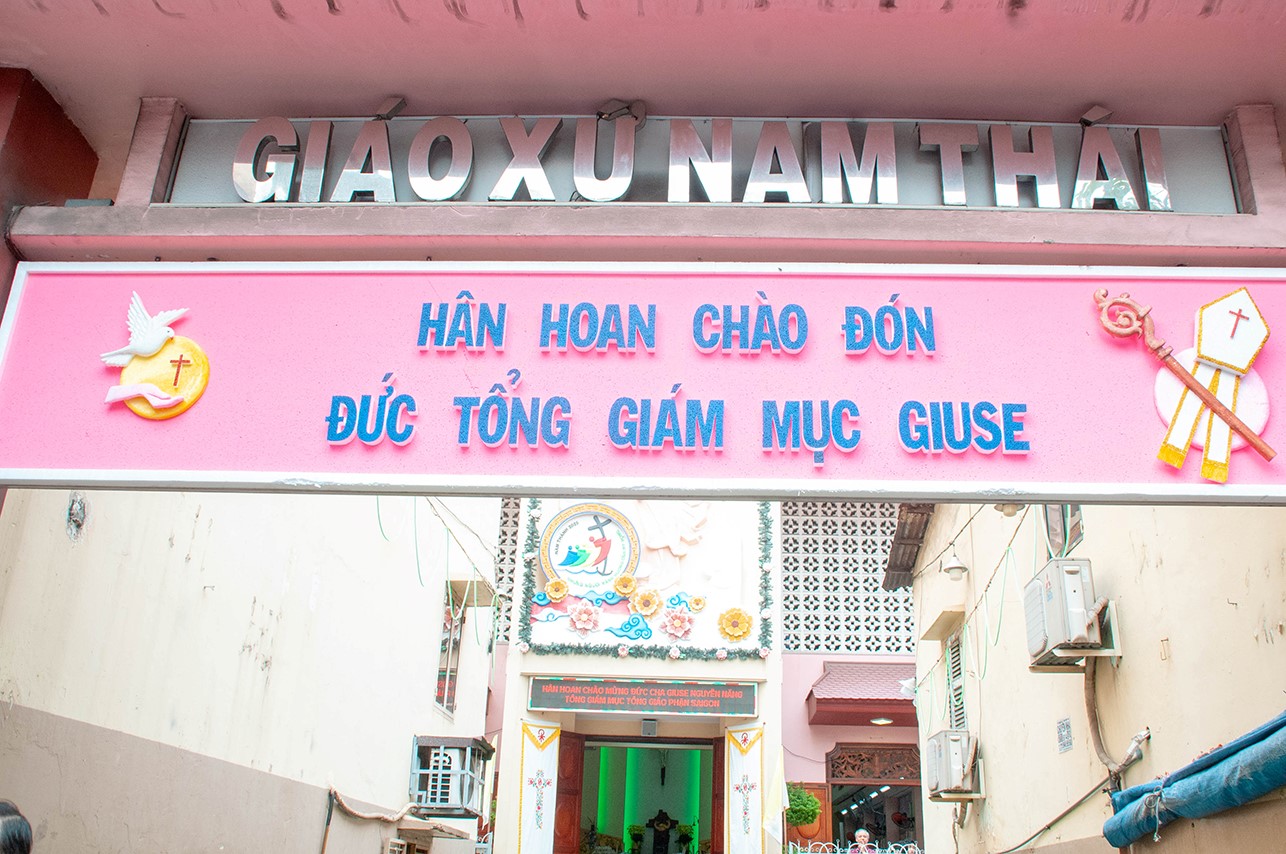 GIÁO XỨ NAM THÁI
HÂN HOAN CHÀO ĐÓN
ĐỨC TỔNG GIÁM MỤC GIUSE
HÂN HOAN CHÀO MỪNG ĐỨC CHA GIUSE NGUYỄN NĂNG
TỔNG GIÁM MỤC TỔNG GIÁO PHẬN SAIGON